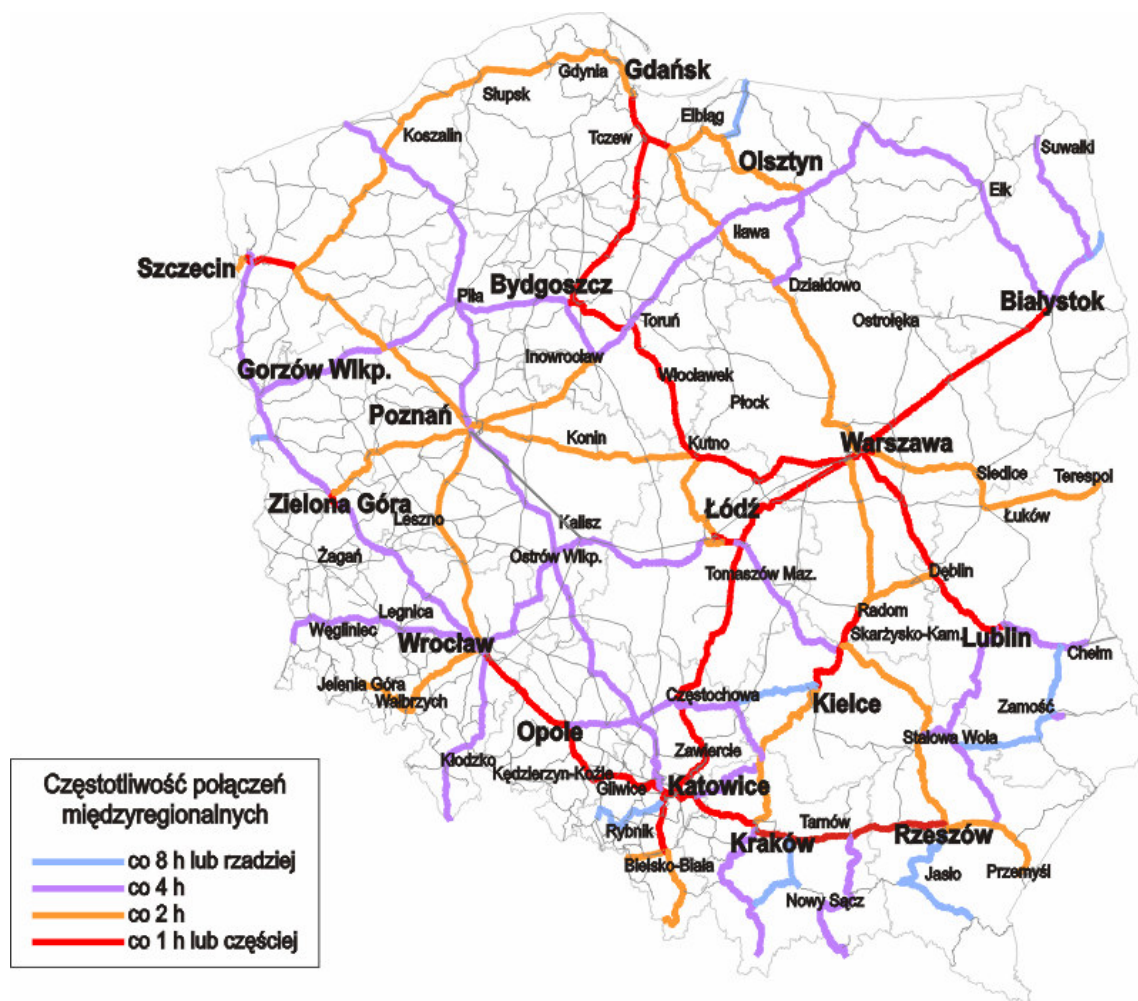 Gdańsk
Gdynia
Słupsk
Elbląg
Koszalin
Tczew
Suwałki
Olsztyn
Ełk
Iława
Szczecin
Bydgoszcz
Działdowo
Piła
Białystok
Toruń
Ostrołęka
Inowrocław
Gorzów Wlkp.
Włocławek
Płock
Poznań
Konin
Kutno
Warszawa
Siedlce
Terespol
Zielona Góra
Łódź
Leszno
Kalisz
Łuków
Żagań
Ostrów Wlkp.
Tomaszów Maz.
Dęblin
Legnica
Radom
Węgliniec
Skarżysko-Kam.
Lublin
Wrocław
Chełm
Jelenia Góra
Wałbrzych
Częstochowa
Kielce
Zamość
Opole
Stalowa Wola
Kłodzko
Zawiercie
Kędzierzyn-Koźle
Gliwice
Katowice
Rybnik
Kraków
Tarnów
Rzeszów
Bielsko-Biała
Jasło
Przemyśl
Nowy Sącz
Częstotliwość połączeń
międzyregionalnych
co 8 h lub rzadziej
co 4 h
co 2 h
co 1 h lub częściej